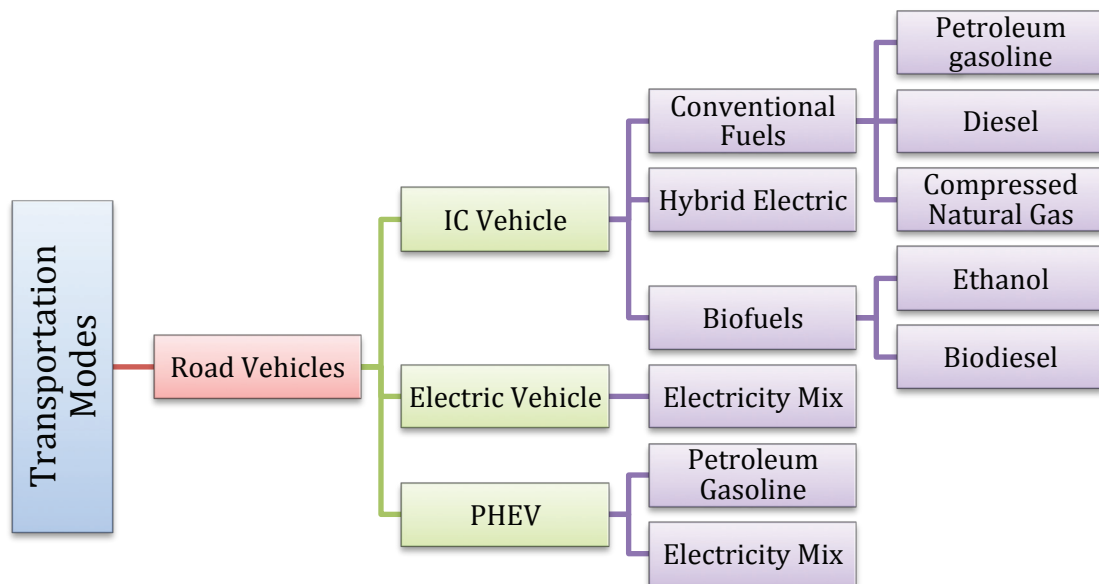 Transportation
Modes
Road Vehicles
IC Vehicle
Conventional
Fuels
Petroleum
gasoline
Diesel
Compressed
Natural Gas
Hybrid Electric
Biofuels
Ethanol
Biodiesel
Electric Vehicle
Electricity Mix
PHEV
Petroleum
Gasoline
Electricity Mix